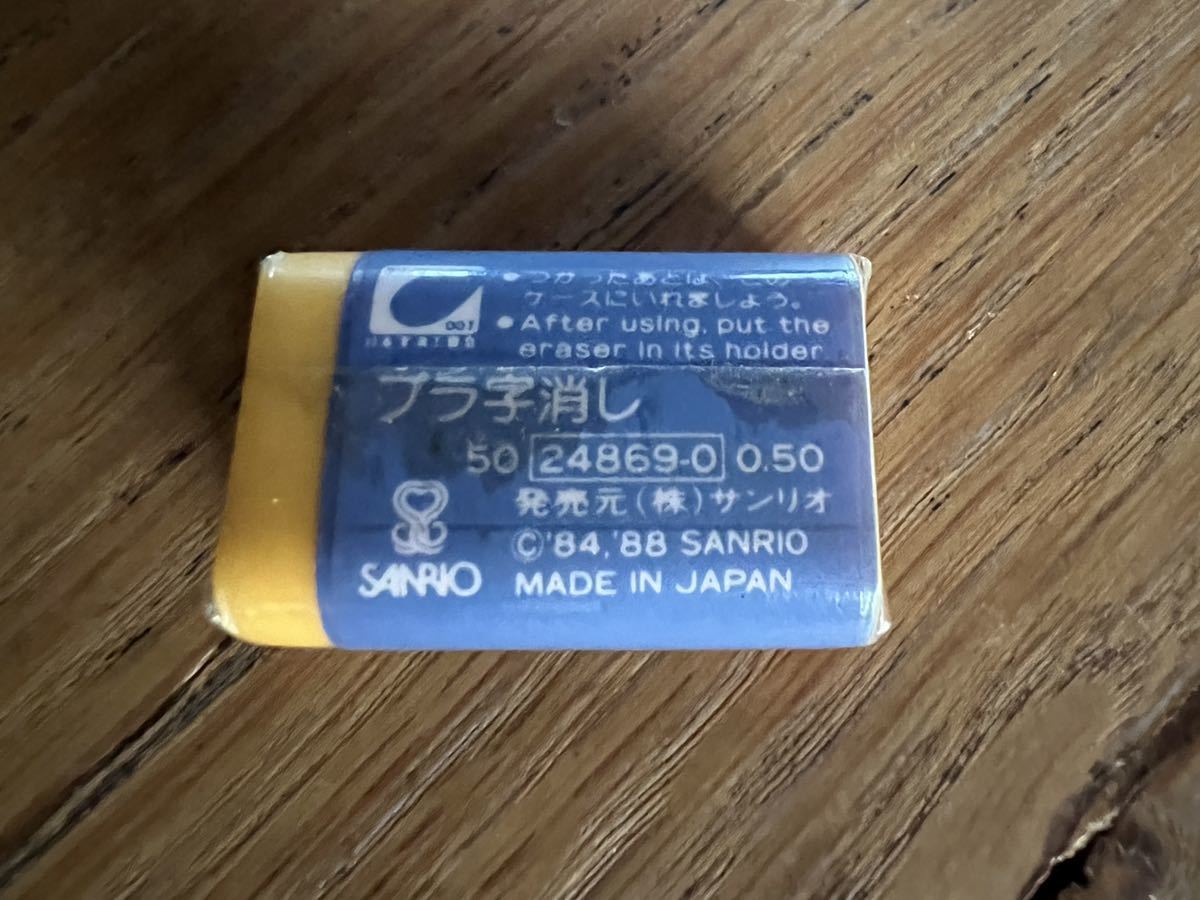 ●つかったあとは、この
ケースにいれましょう。
●After using, put the
eraser in its holder
001
プラ字消し
50 24869-0 0.50
発売元(株)サンリオ
©'84,'88 SANRIO
SANRIO
MADE IN JAPAN